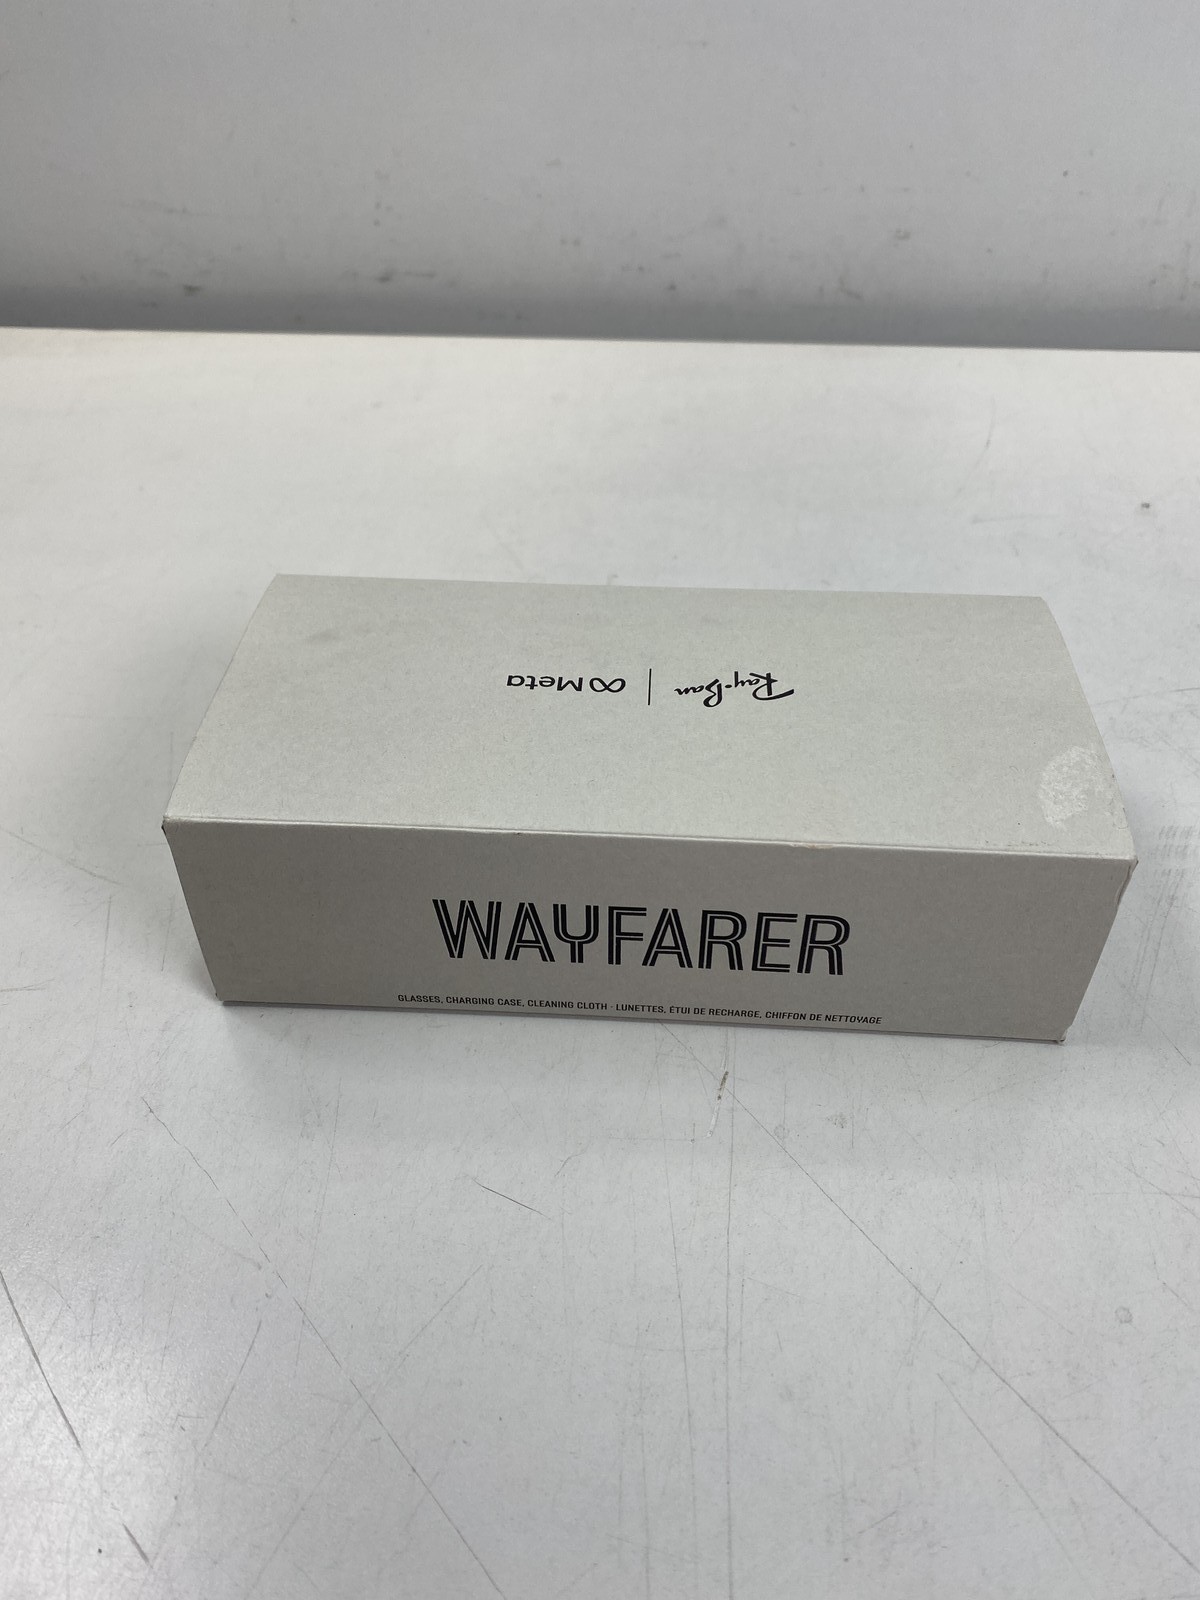 Ray-Ban | ∞ Meta
WAYFARER
GLASSES, CHARGING CASE, CLEANING CLOTH · LUNETTES, ÉTUI DE RECHARGE, CHIFFON DE NETTOYAGE